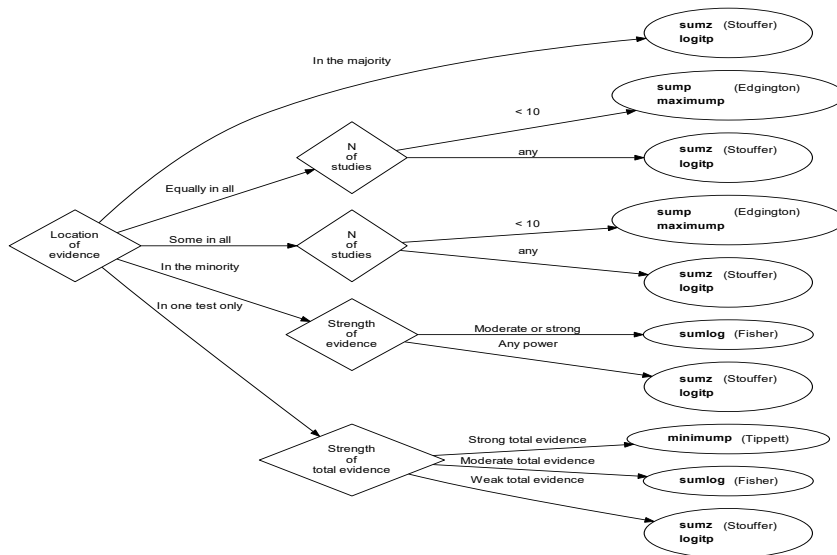 sumz (Stouffer)
logitp
In the majority
sump (Edgington)
maximump
< 10
N
of
studies
any
sumz (Stouffer)
logitp
Equally in all
Location
of
evidence
Some in all
N
of
studies
< 10
sump (Edgington)
maximump
any
sumz (Stouffer)
logitp
In the minority
In one test only
Strength
of
evidence
Moderate or strong
sumlog (Fisher)
Any power
sumz (Stouffer)
logitp
Strength
of
total evidence
Strong total evidence
minimump (Tippett)
Moderate total evidence
sumlog (Fisher)
Weak total evidence
sumz (Stouffer)
logitp